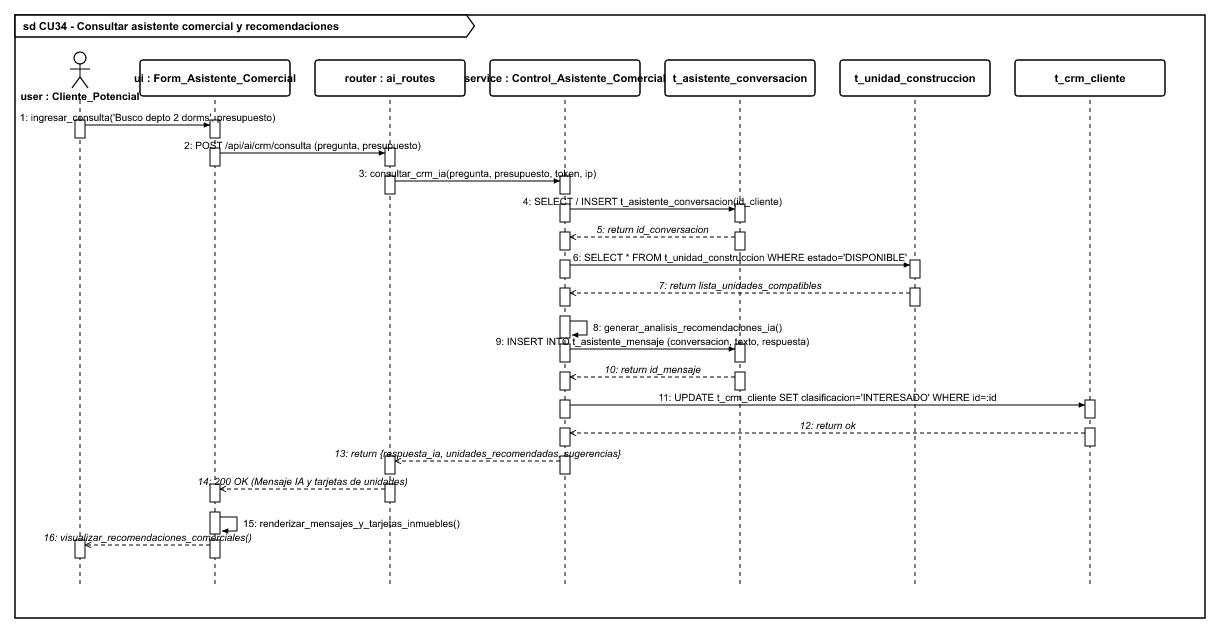 sd CU34 - Consultar asistente comercial y recomendaciones
user : Cliente_Potencial
ui : Form_Asistente_Comercial
router : ai_routes
service : Control_Asistente_Comercial
t_asistente_conversacion
t_unidad_construccion
t_crm_cliente
1: ingresar_consulta('Busco depto 2 dorms', presupuesto)
2: POST /api/ai/crm/consulta (pregunta, presupuesto)
3: consultar_crm_ia(pregunta, presupuesto, token, ip)
4: SELECT / INSERT t_asistente_conversacion(id_cliente)
5: return id_conversacion
6: SELECT * FROM t_unidad_construccion WHERE estado='DISPONIBLE'
7: return lista_unidades_compatibles
8: generar_analisis_recomendaciones_ia()
9: INSERT INTO t_asistente_mensaje (conversacion, texto, respuesta)
10: return id_mensaje
11: UPDATE t_crm_cliente SET clasificacion='INTERESADO' WHERE id=:id
12: return ok
13: return {respuesta_ia, unidades_recomendadas, sugerencias}
14: 200 OK (Mensaje IA y tarjetas de unidades)
15: renderizar_mensajes_y_tarjetas_inmuebles()
16: visualizar_recomendaciones_comerciales()